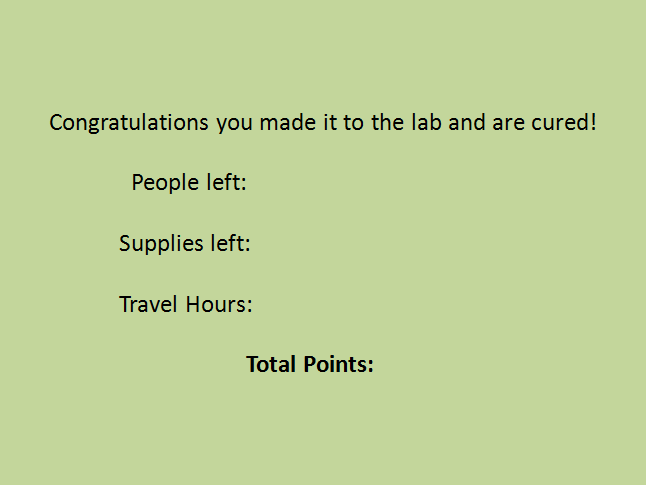 Congratulations you made it to the lab and are cured!
People left:
Supplies left:
Travel Hours:
Total Points: